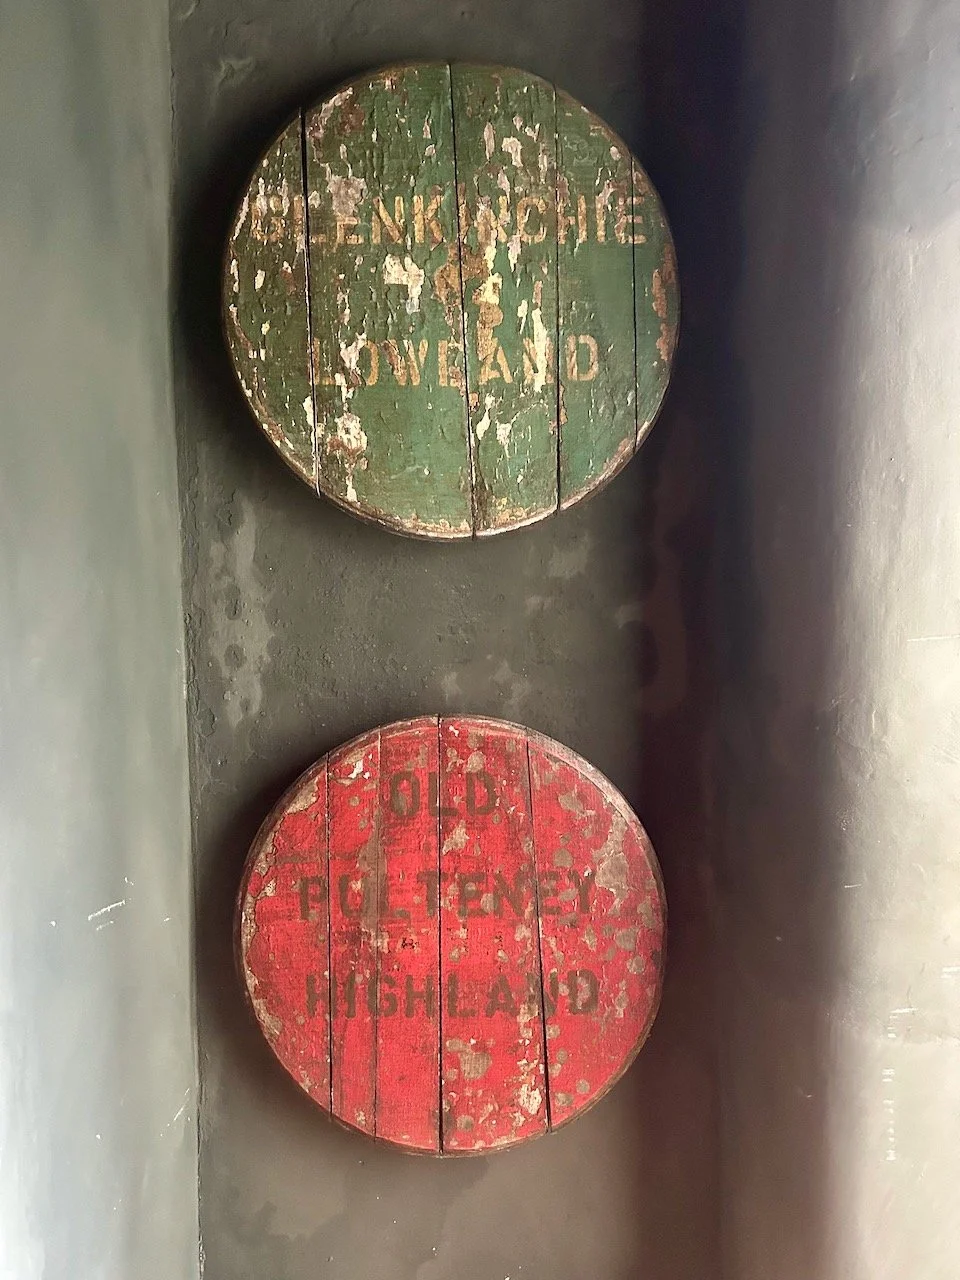 GLENKINCHIE
LOWLAND
OLD
PULTENEY
HIGHLAND